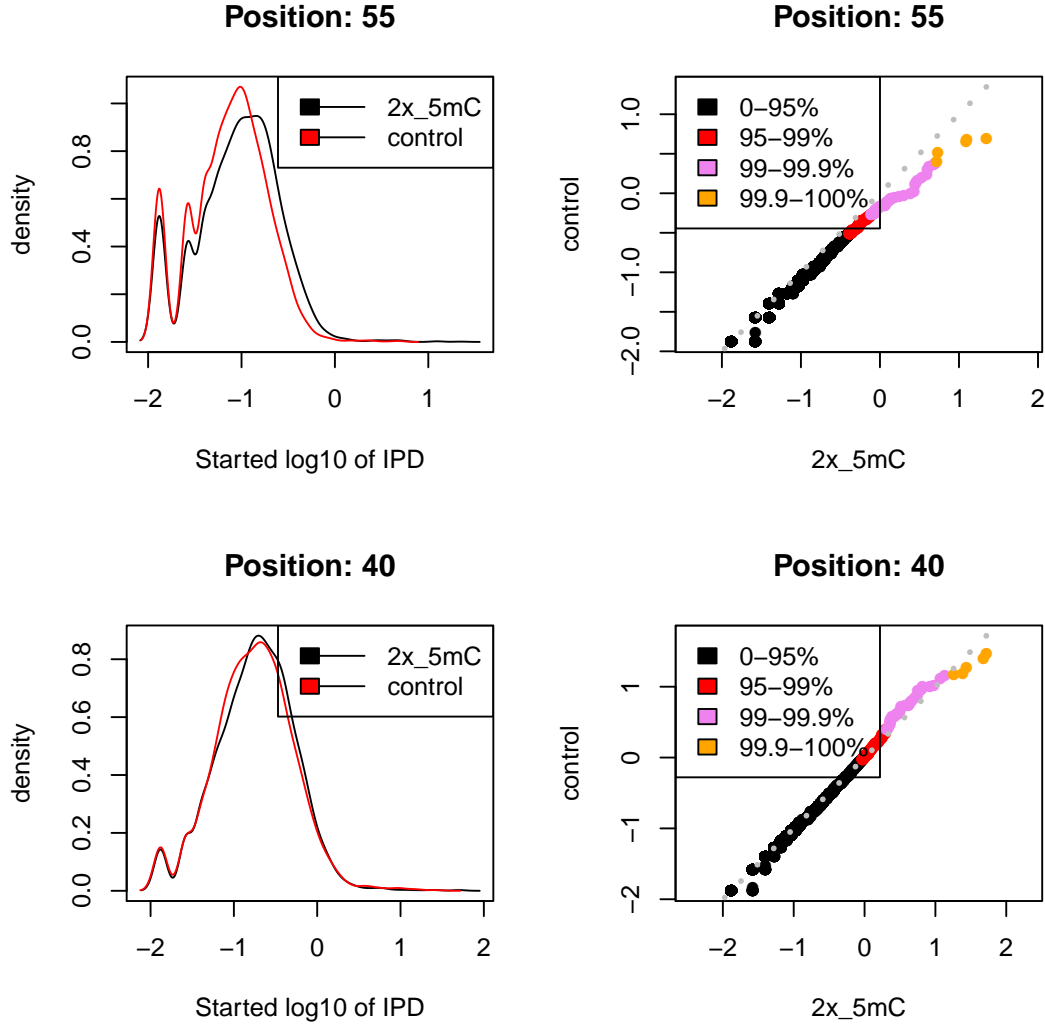 Position: 55
density
0.0
0.4
0.8
−2
−1
0
1
Started log10 of IPD
2x_5mC
control
Position: 55
control
−2.0
−1.0
0.0
1.0
−2
−1
0
1
2
2x_5mC
0−95%
95−99%
99−99.9%
99.9−100%
Position: 40
density
0.0
0.2
0.4
0.6
0.8
−2
−1
0
1
2
Started log10 of IPD
2x_5mC
control
Position: 40
control
−2
−1
0
1
−2
−1
0
1
2
2x_5mC
0−95%
95−99%
99−99.9%
99.9−100%